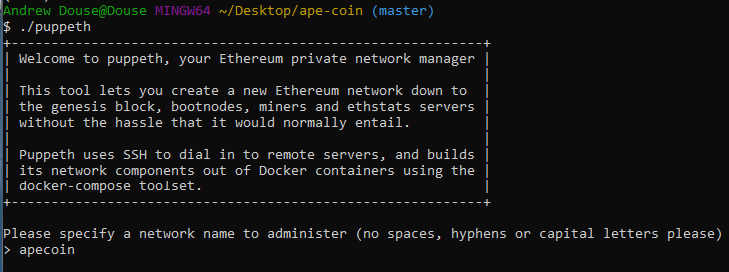 Andrew Douse@Douse MINGW64 ~/Desktop/ape-coin (master)
$ ./puppeth
+-----------------------------------------------------------+
| Welcome to puppeth, your Ethereum private network manager |
| |
| This tool lets you create a new Ethereum network down to |
| the genesis block, bootnodes, miners and ethstats servers |
| without the hassle that it would normally entail. |
| |
| Puppeth uses SSH to dial in to remote servers, and builds |
| its network components out of Docker containers using the |
| docker-compose toolset. |
+-----------------------------------------------------------+
Please specify a network name to administer (no spaces, hyphens or capital letters please)
> apecoin